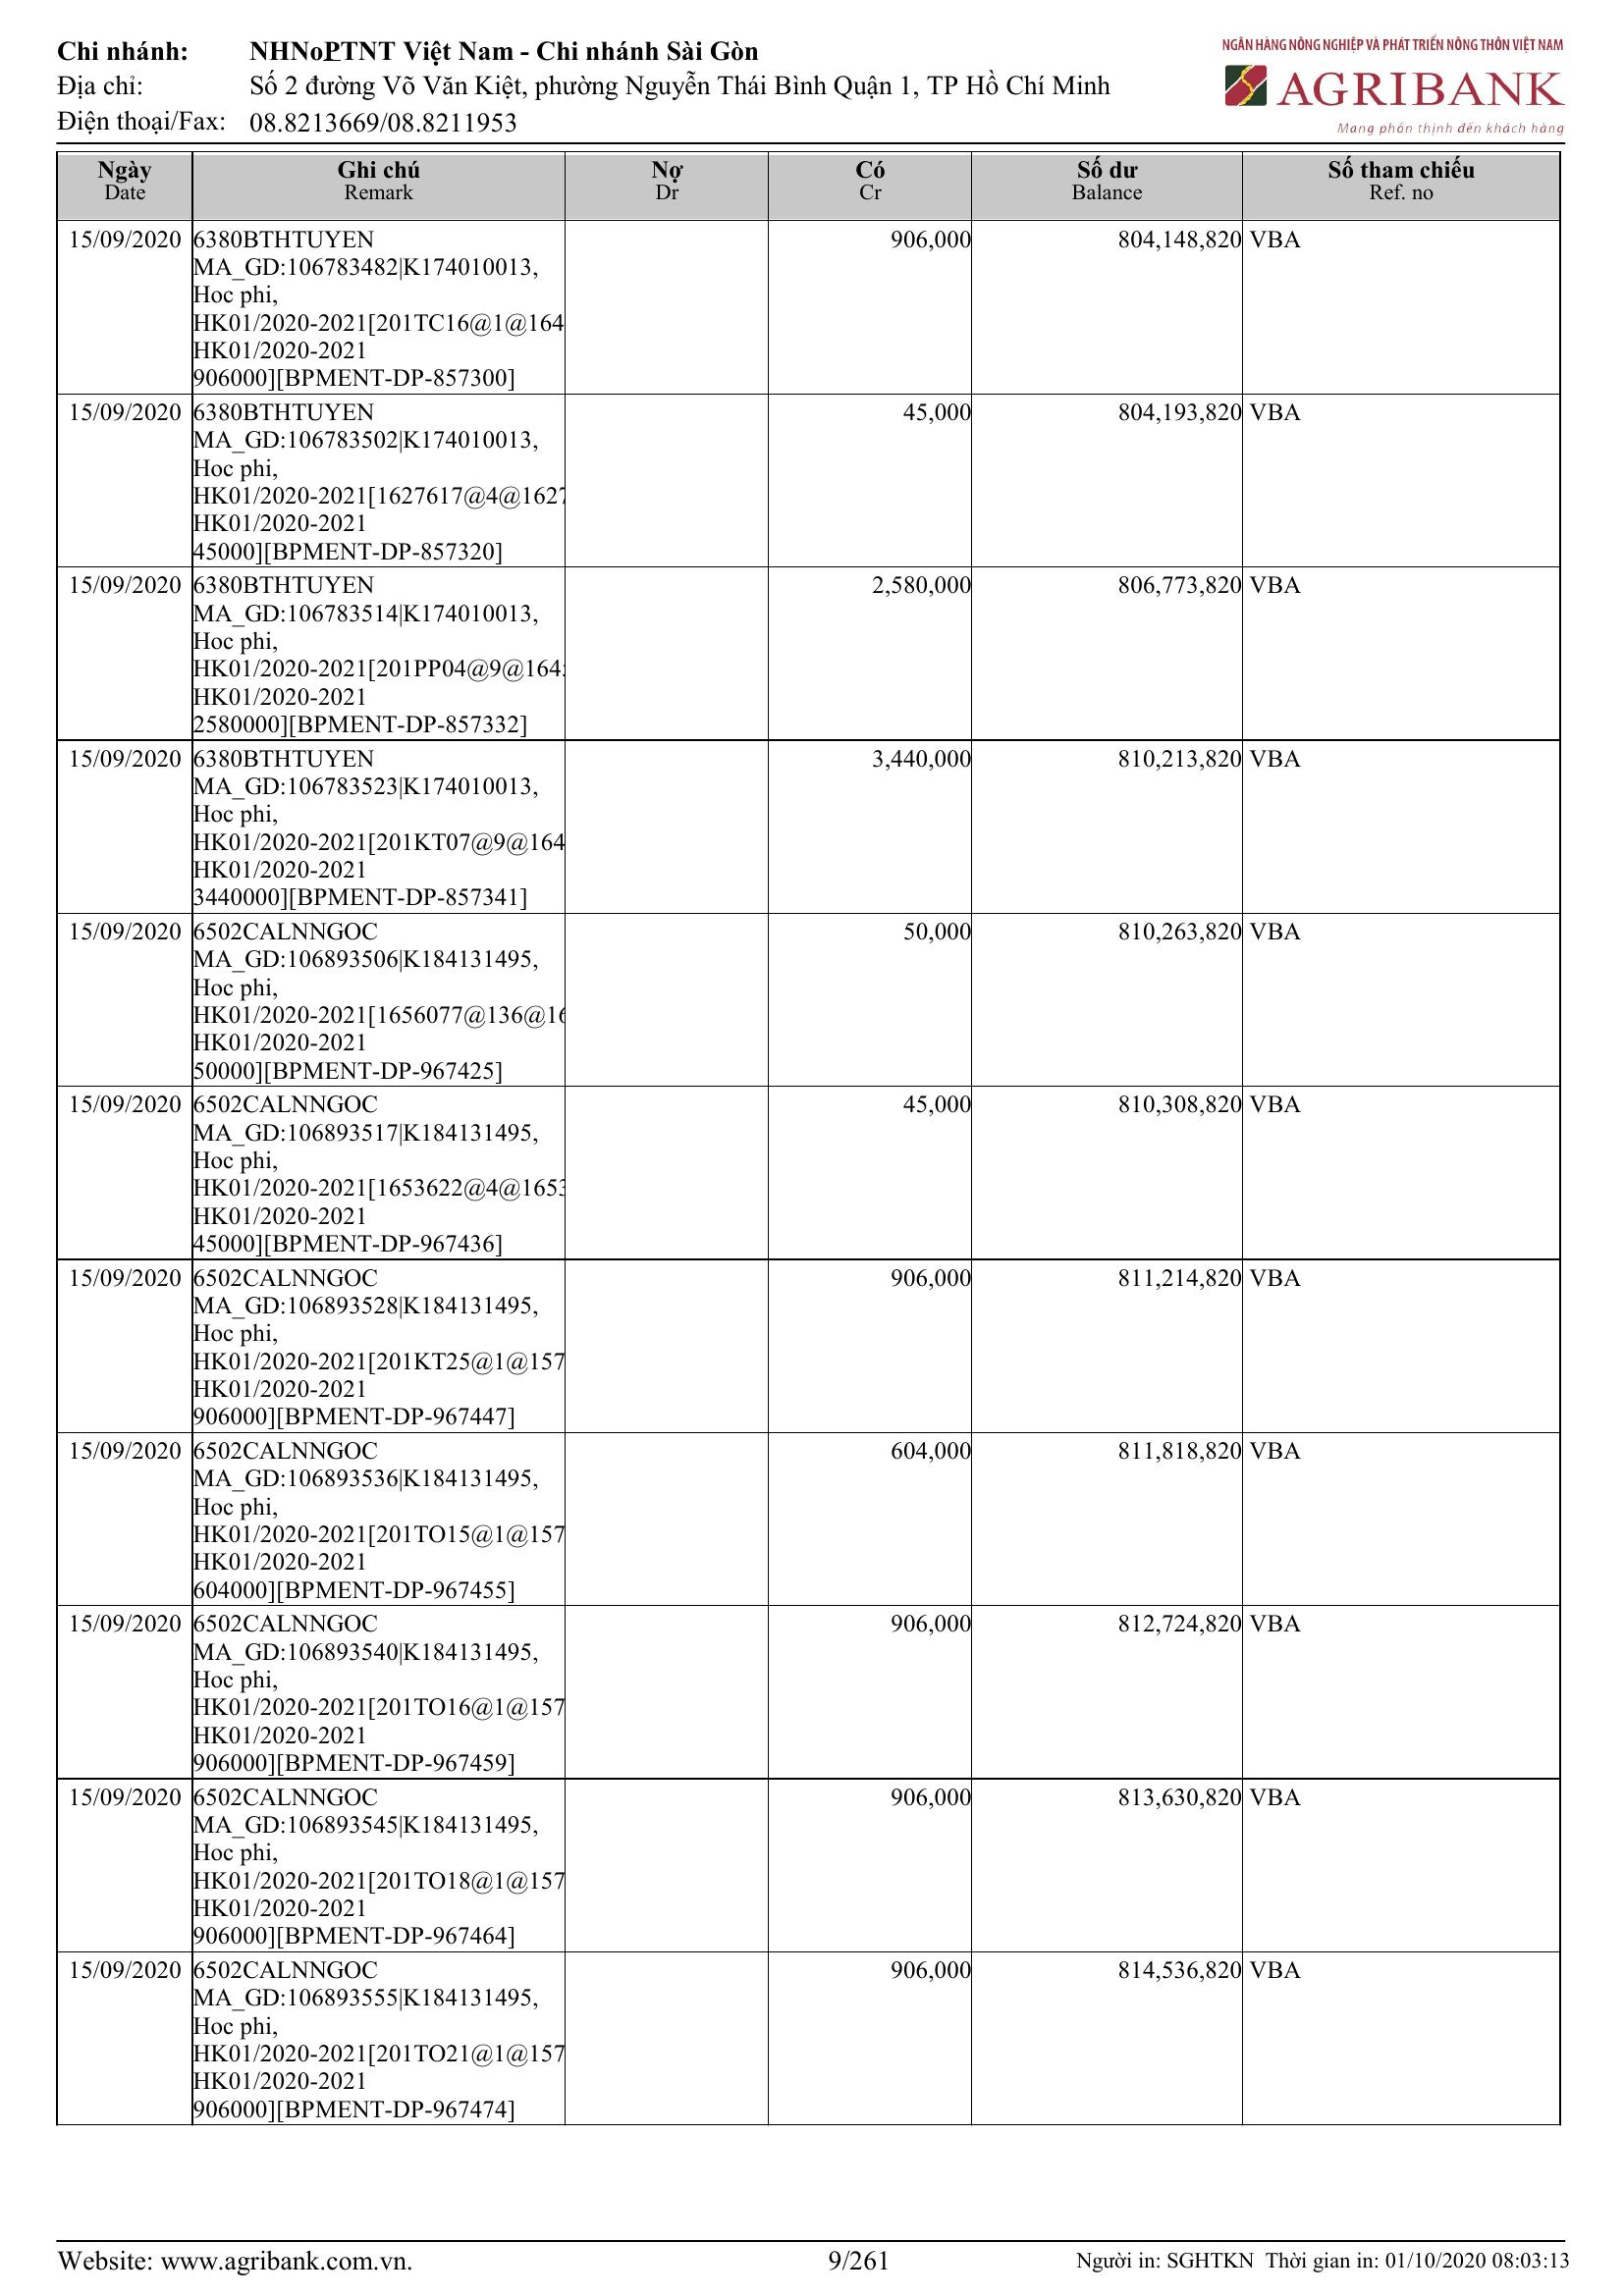 Chi nhánh: NHNoPTNT Việt Nam - Chi nhánh Sài Gòn
Địa chỉ: Số 2 đường Võ Văn Kiệt, phường Nguyễn Thái Bình Quận 1, TP Hồ Chí Minh
Điện thoại/Fax: 08.8213669/08.8211953
NGÂN HÀNG NÔNG NGHIỆP VÀ PHÁT TRIỂN NÔNG THÔN VIỆT NAM
AGRIBANK
Mang phồn thịnh đến khách hàng
Ngày Ghi chú Nợ Có Số dư Số tham chiếu
Date Remark Dr Cr Balance Ref. no
15/09/2020 6380BTHTUYEN 906,000 804,148,820 VBA
MA_GD:106783482|K174010013,
Hoc phi,
HK01/2020-2021[201TC16@1@164
HK01/2020-2021
906000][BPMENT-DP-857300]
15/09/2020 6380BTHTUYEN 45,000 804,193,820 VBA
MA_GD:106783502|K174010013,
Hoc phi,
HK01/2020-2021[1627617@4@1627
HK01/2020-2021
45000][BPMENT-DP-857320]
15/09/2020 6380BTHTUYEN 2,580,000 806,773,820 VBA
MA_GD:106783514|K174010013,
Hoc phi,
HK01/2020-2021[201PP04@9@164
HK01/2020-2021
2580000][BPMENT-DP-857332]
15/09/2020 6380BTHTUYEN 3,440,000 810,213,820 VBA
MA_GD:106783523|K174010013,
Hoc phi,
HK01/2020-2021[201KT07@9@164
HK01/2020-2021
3440000][BPMENT-DP-857341]
15/09/2020 6502CALNNGOC 50,000 810,263,820 VBA
MA_GD:106893506|K184131495,
Hoc phi,
HK01/2020-2021[1656077@136@16
HK01/2020-2021
50000][BPMENT-DP-967425]
15/09/2020 6502CALNNGOC 45,000 810,308,820 VBA
MA_GD:106893517|K184131495,
Hoc phi,
HK01/2020-2021[1653622@4@1653
HK01/2020-2021
45000][BPMENT-DP-967436]
15/09/2020 6502CALNNGOC 906,000 811,214,820 VBA
MA_GD:106893528|K184131495,
Hoc phi,
HK01/2020-2021[201KT25@1@157
HK01/2020-2021
906000][BPMENT-DP-967447]
15/09/2020 6502CALNNGOC 604,000 811,818,820 VBA
MA_GD:106893536|K184131495,
Hoc phi,
HK01/2020-2021[201TO15@1@157
HK01/2020-2021
604000][BPMENT-DP-967455]
15/09/2020 6502CALNNGOC 906,000 812,724,820 VBA
MA_GD:106893540|K184131495,
Hoc phi,
HK01/2020-2021[201TO16@1@157
HK01/2020-2021
906000][BPMENT-DP-967459]
15/09/2020 6502CALNNGOC 906,000 813,630,820 VBA
MA_GD:106893545|K184131495,
Hoc phi,
HK01/2020-2021[201TO18@1@157
HK01/2020-2021
906000][BPMENT-DP-967464]
15/09/2020 6502CALNNGOC 906,000 814,536,820 VBA
MA_GD:106893555|K184131495,
Hoc phi,
HK01/2020-2021[201TO21@1@157
HK01/2020-2021
906000][BPMENT-DP-967474]
Website: www.agribank.com.vn. 9/261 Người in: SGHTKN Thời gian in: 01/10/2020 08:03:13